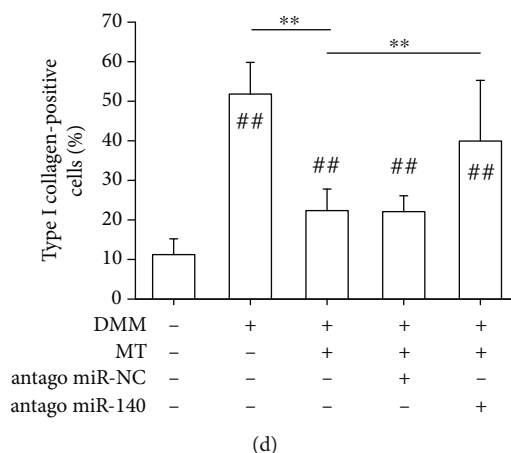 70
**
**
60
50
##
40
##
##
##
30
20
10
0
Type I collagen-positive
cells (%)
DMM – + + + +
MT – – + + +
antago miR-NC – – – + –
antago miR-140 – – – – +
(d)